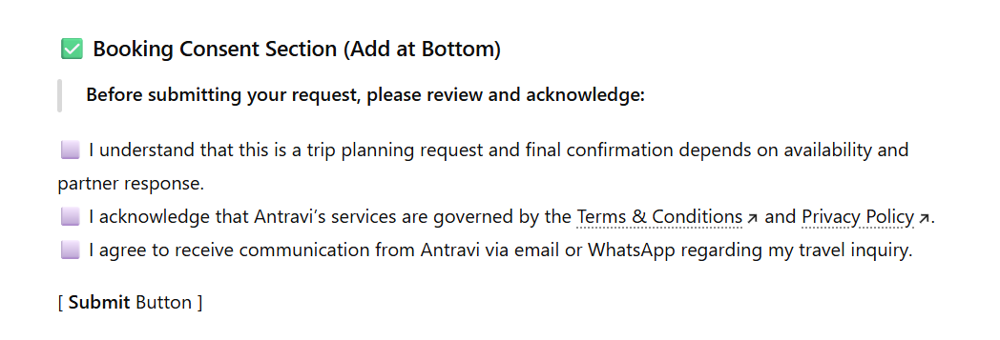 ✅ Booking Consent Section (Add at Bottom)
Before submitting your request, please review and acknowledge:
I understand that this is a trip planning request and final confirmation depends on availability and
partner response.
I acknowledge that Antravi’s services are governed by the Terms & Conditions ↗ and Privacy Policy ↗.
I agree to receive communication from Antravi via email or WhatsApp regarding my travel inquiry.
[ Submit Button ]